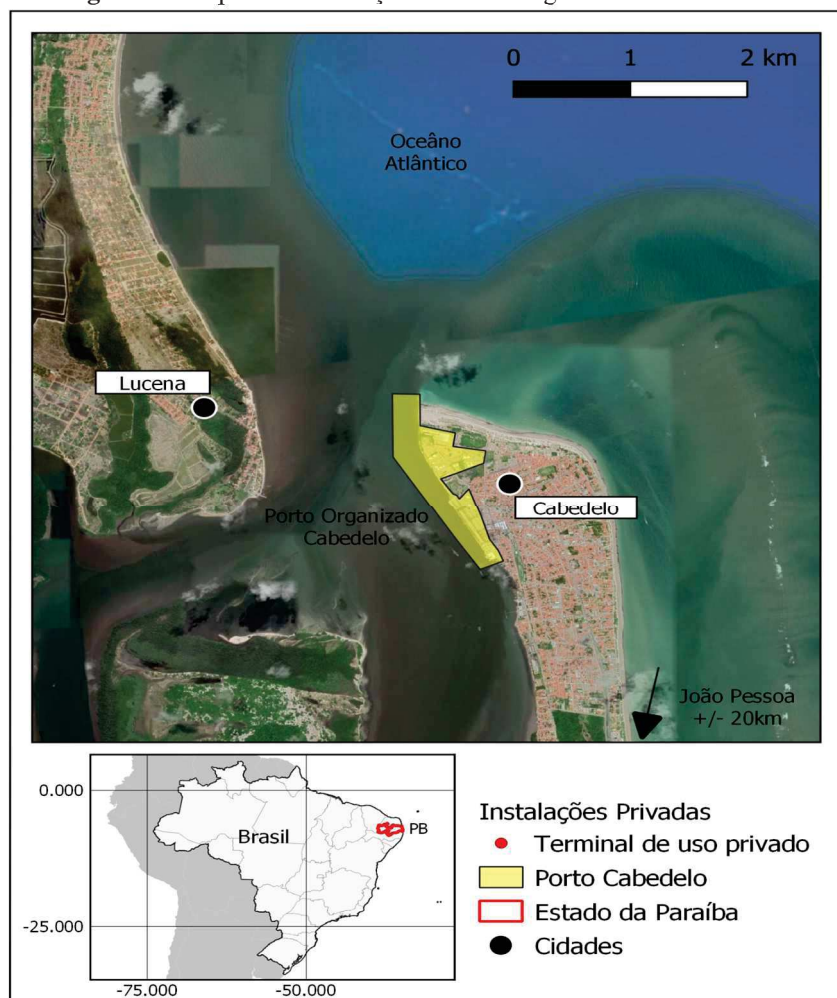 0 1 2 km
Oceâno
Atlântico
Lucena
Cabedelo
Porto Organizado
Cabedelo
João Pessoa
+/- 20km
0.000
Brasil
PB
-25.000
-75.000 -50.000
Instalações Privadas
Terminal de uso privado
Porto Cabedelo
Estado da Paraíba
Cidades